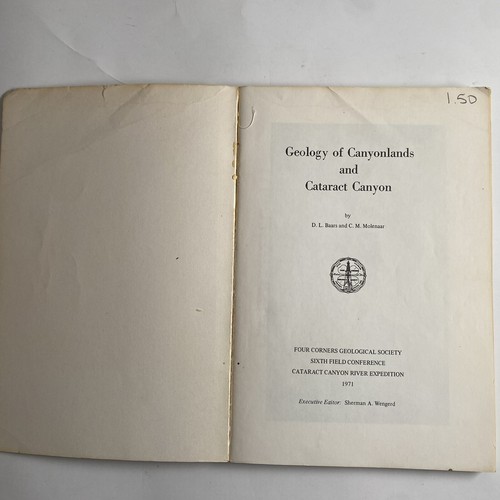 1.50
Geology of Canyonlands
and
Cataract Canyon
by
D. L. Baars and C. M. Molenaar
FOUR CORNERS GEOLOGICAL SOCIETY
SIXTH FIELD CONFERENCE
CATARACT CANYON RIVER EXPEDITION
1971
Executive Editor: Sherman A. Wengerd